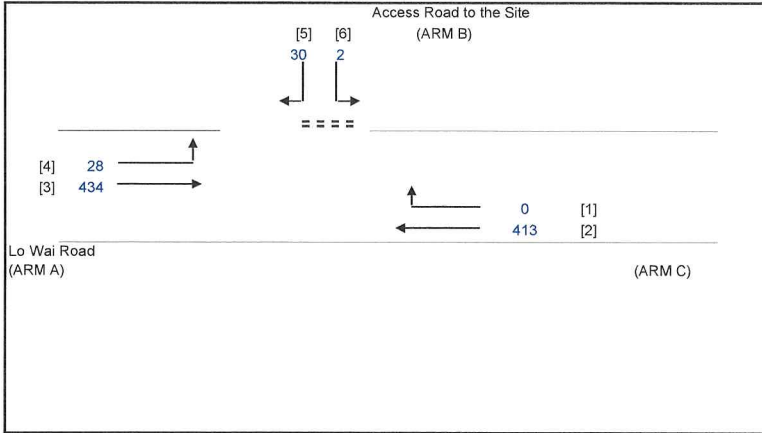 Access Road to the Site
(ARM B)
[5] [6]
30 2
[4] 28
[3] 434
0 [1]
413 [2]
Lo Wai Road
(ARM A)
(ARM C)